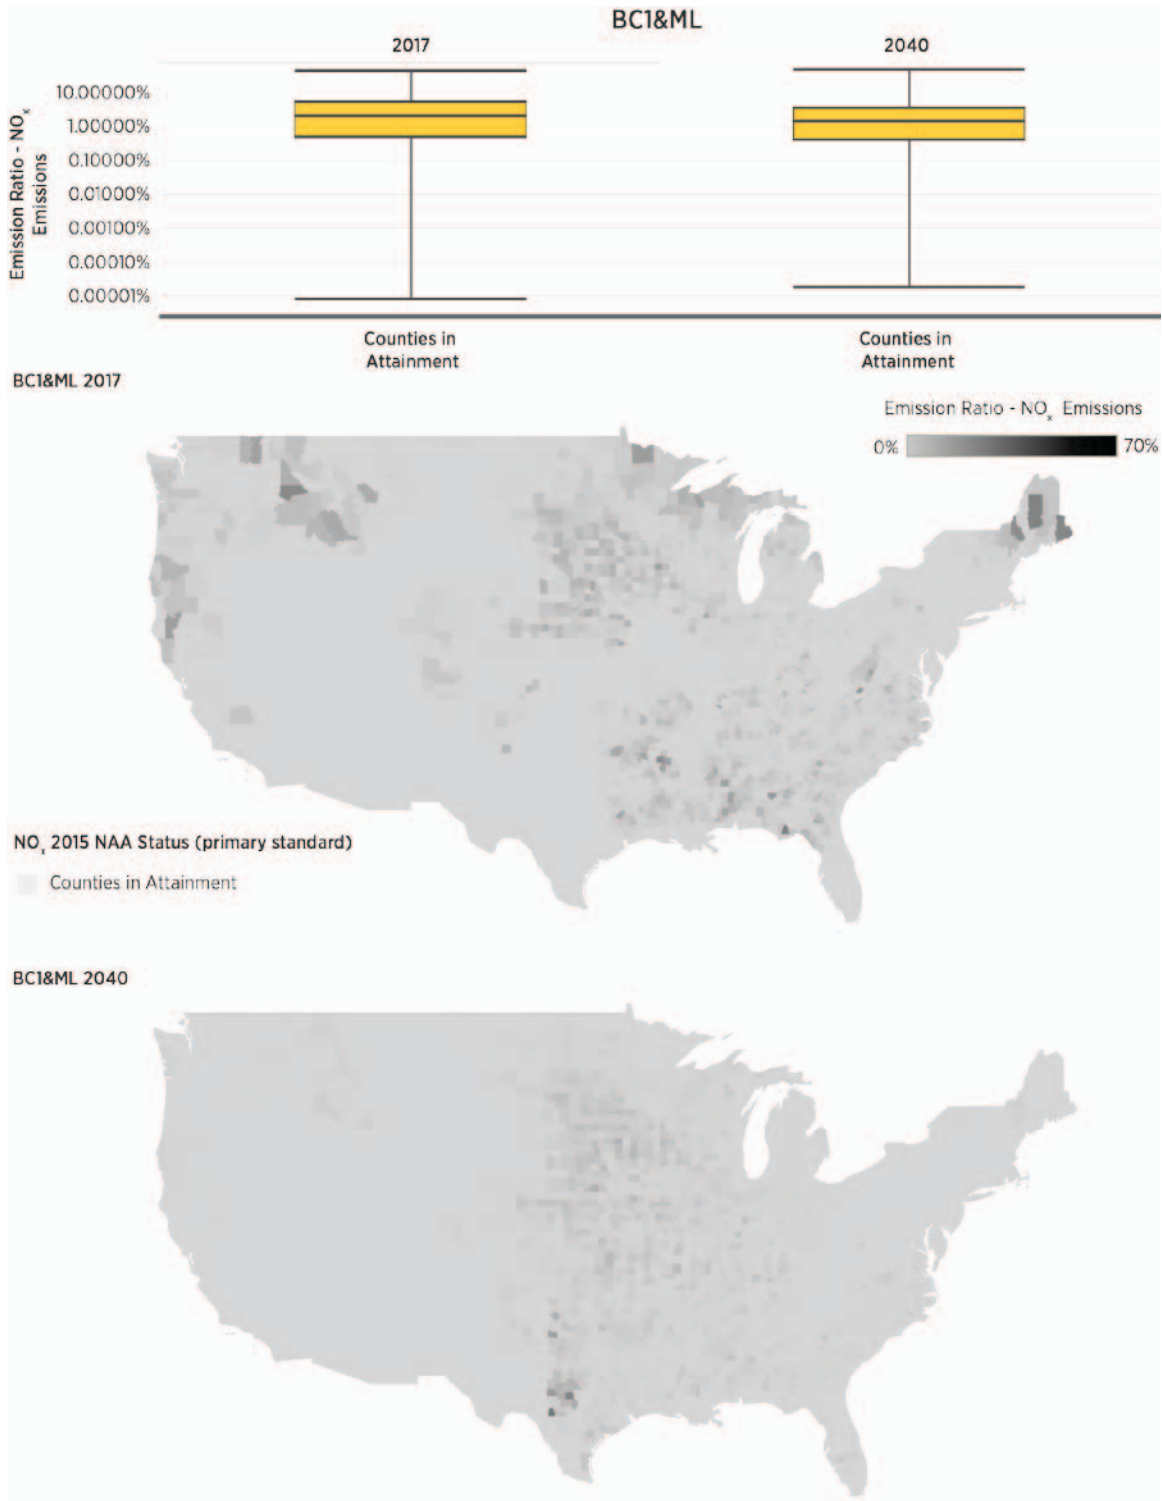 BC1&ML
2017
2040
Emission Ratio - NOx
Emissions
10.00000%
1.00000%
0.10000%
0.01000%
0.00100%
0.00010%
0.00001%
Counties in
Attainment
Counties in
Attainment
BC1&ML 2017
Emission Ratio - NOx Emissions
0%
70%
NOx 2015 NAA Status (primary standard)
Counties in Attainment
BC1&ML 2040